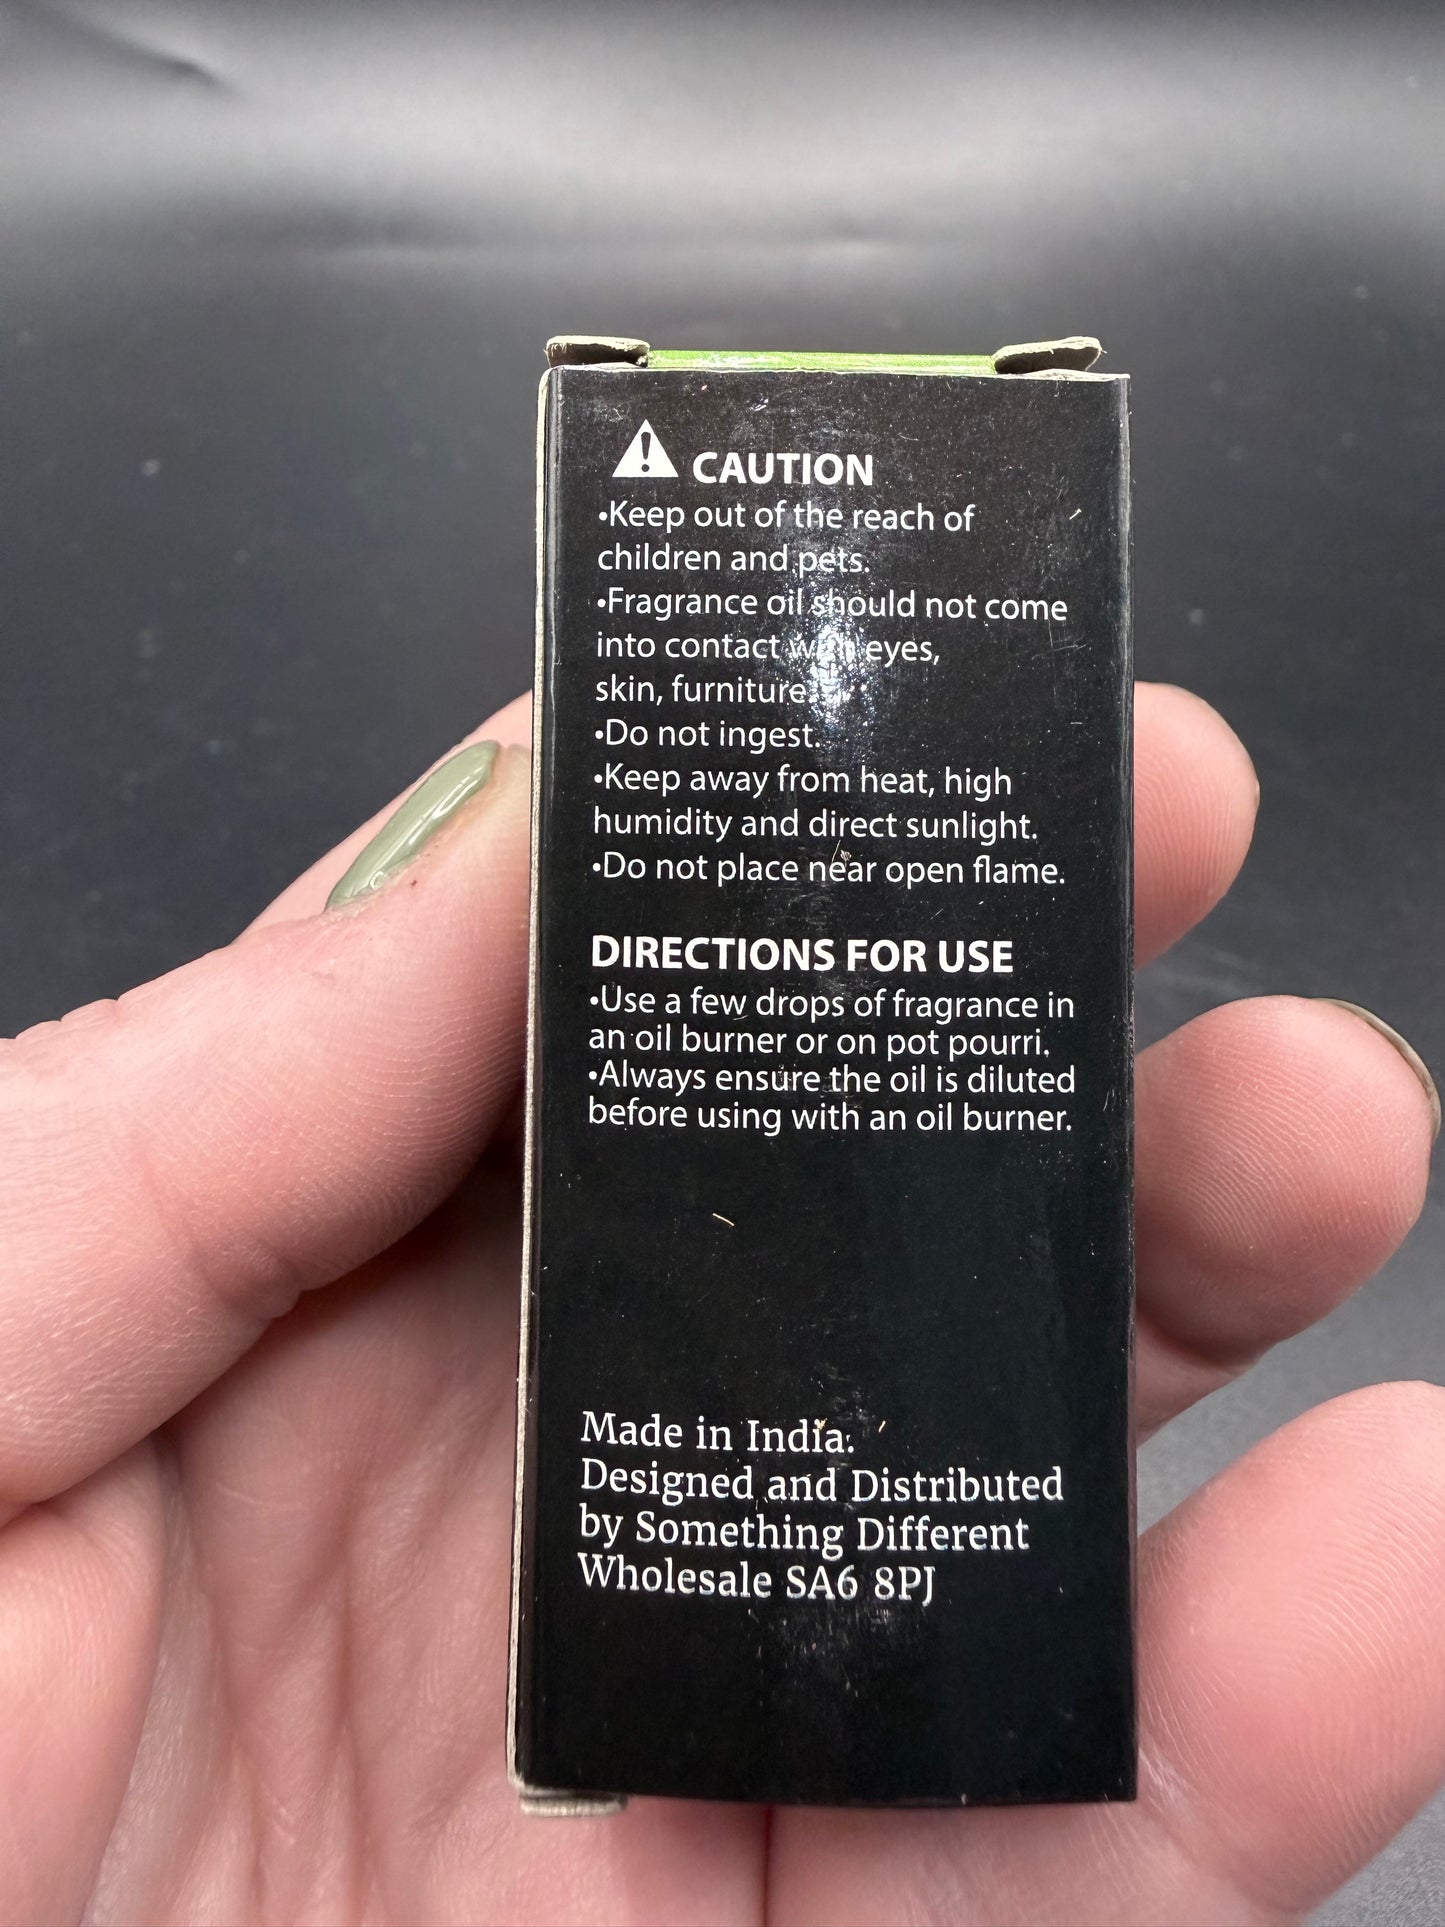 CAUTION
•Keep out of the reach of
children and pets.
•Fragrance oil should not come
into contact with eyes,
skin, furniture
•Do not ingest.
•Keep away from heat, high
humidity and direct sunlight.
•Do not place near open flame.
DIRECTIONS FOR USE
•Use a few drops of fragrance in
an oil burner or on pot pourri.
•Always ensure the oil is diluted
before using with an oil burner.
Made in India.
Designed and Distributed
by Something Different
Wholesale SA6 8PJ